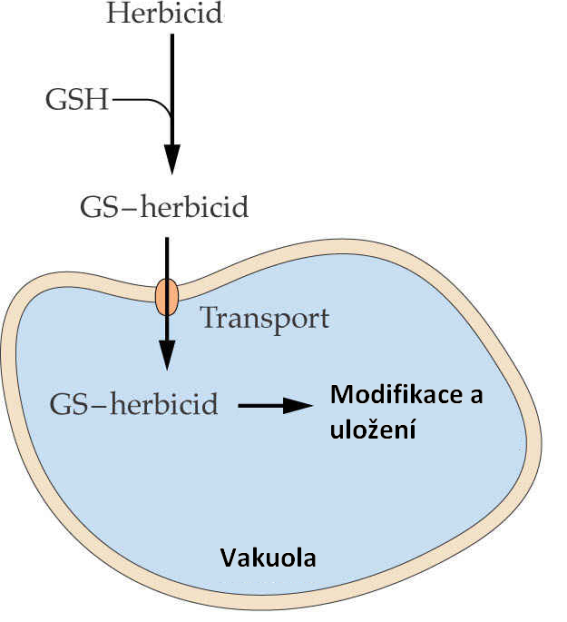 Herbicid
GSH
GS–herbicid
Transport
GS–herbicid
Modifikace a
uložení
Vakuola